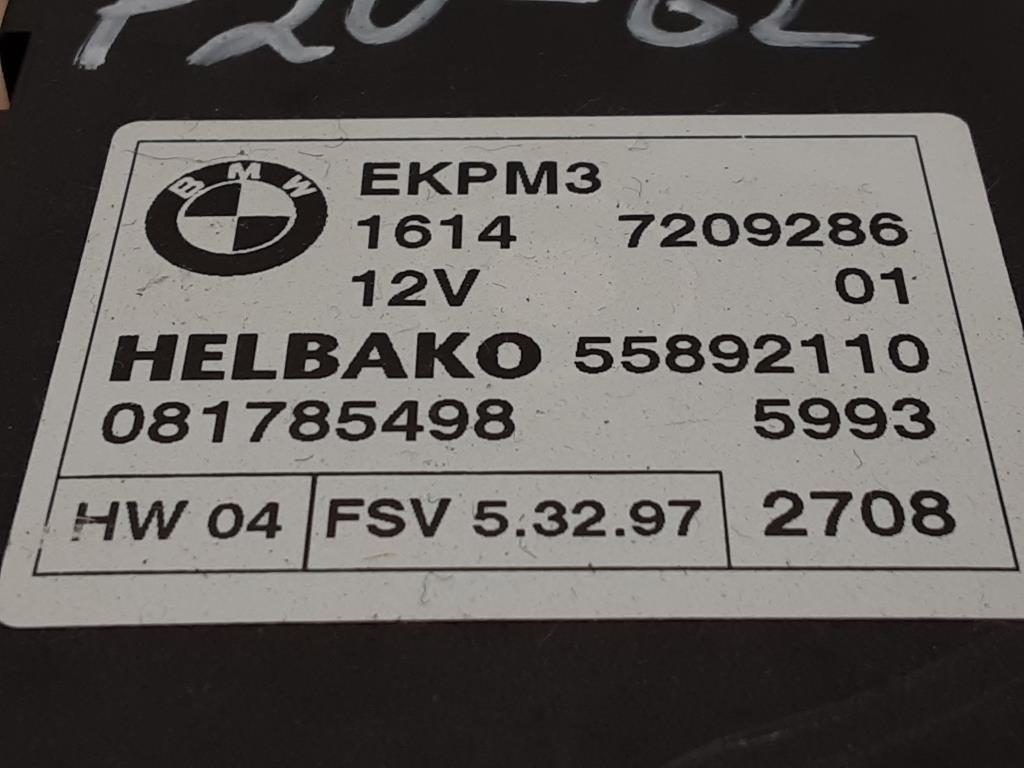 BMW
EKPM3
1614 7209286
12V 01
HELBAKO 55892110
081785498 5993
HW 04 FSV 5.32.97 2708